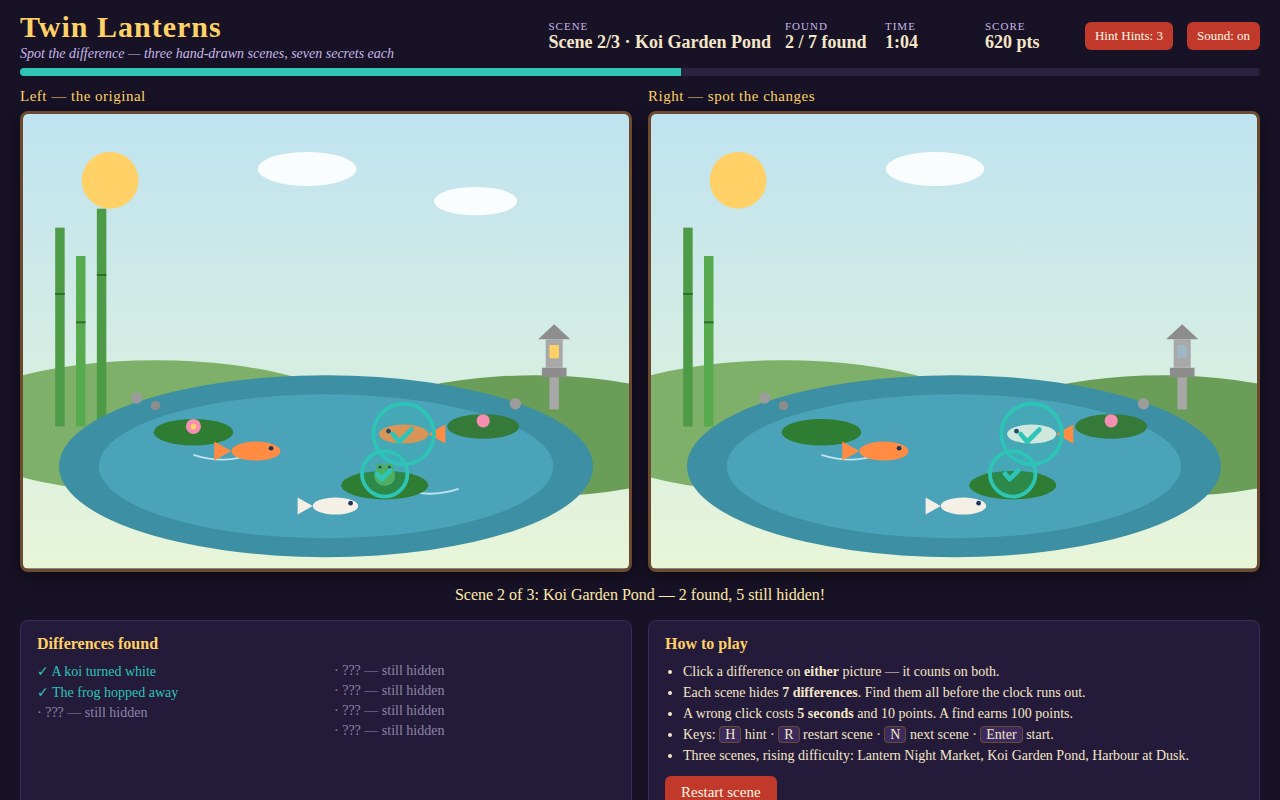 Twin Lanterns
Spot the difference — three hand-drawn scenes, seven secrets each
SCENE
Scene 2/3 · Koi Garden Pond
FOUND
2 / 7 found
TIME
1:04
SCORE
620 pts
Hint Hints: 3
Sound: on
Left — the original
Right — spot the changes
Scene 2 of 3: Koi Garden Pond — 2 found, 5 still hidden!
Differences found
✓ A koi turned white
✓ The frog hopped away
· ??? — still hidden
· ??? — still hidden
· ??? — still hidden
· ??? — still hidden
· ??? — still hidden
How to play
• Click a difference on either picture — it counts on both.
• Each scene hides 7 differences. Find them all before the clock runs out.
• A wrong click costs 5 seconds and 10 points. A find earns 100 points.
• Keys: H hint · R restart scene · N next scene · Enter start.
• Three scenes, rising difficulty: Lantern Night Market, Koi Garden Pond, Harbour at Dusk.
Restart scene